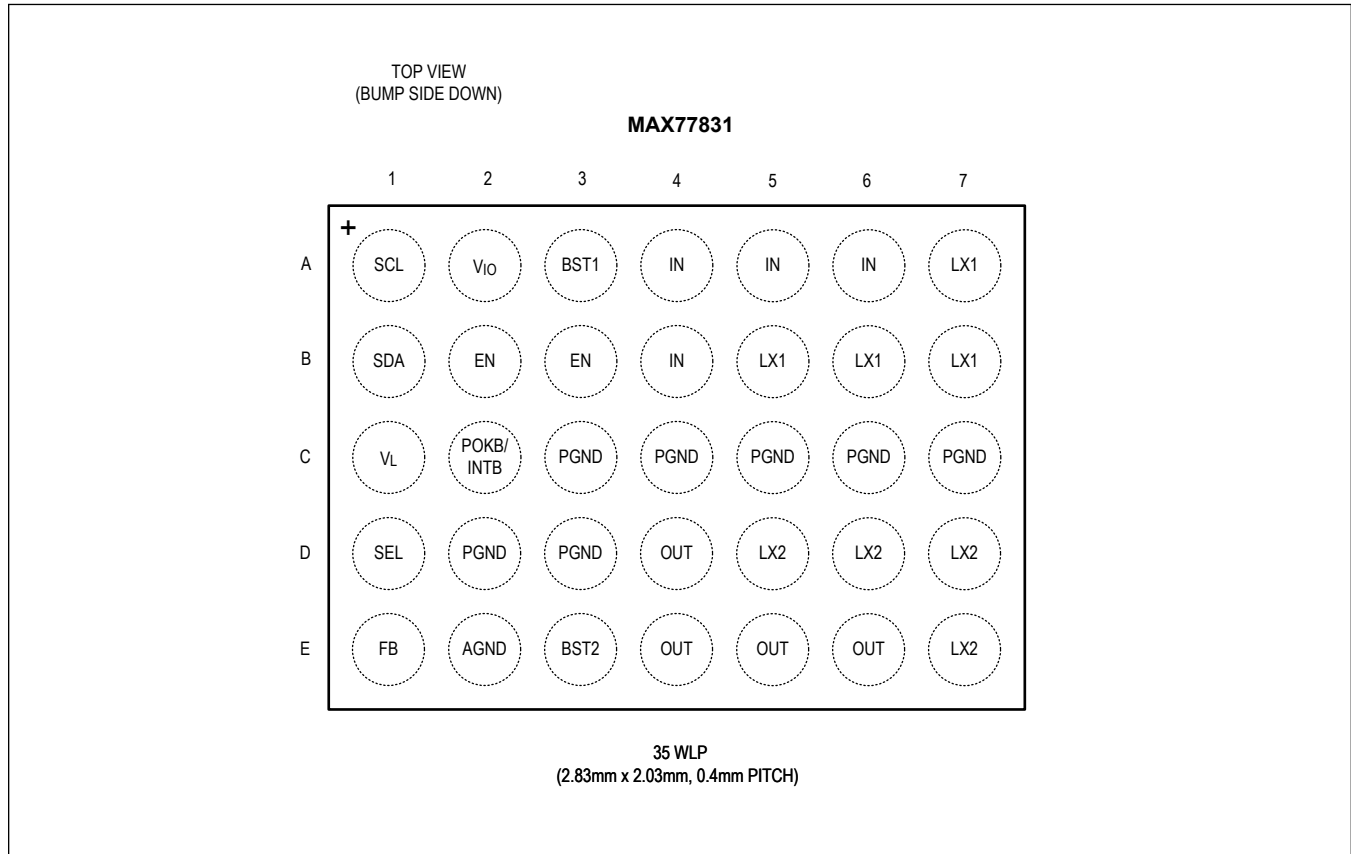 TOP VIEW
(BUMP SIDE DOWN)
MAX77831
1 2 3 4 5 6 7
+
A SCL VIO BST1 IN IN IN LX1
B SDA EN EN IN LX1 LX1 LX1
C VL POKB/ PGND PGND PGND PGND PGND
INTB
D SEL PGND PGND OUT LX2 LX2 LX2
E FB AGND BST2 OUT OUT OUT LX2
35 WLP
(2.83mm x 2.03mm, 0.4mm PITCH)